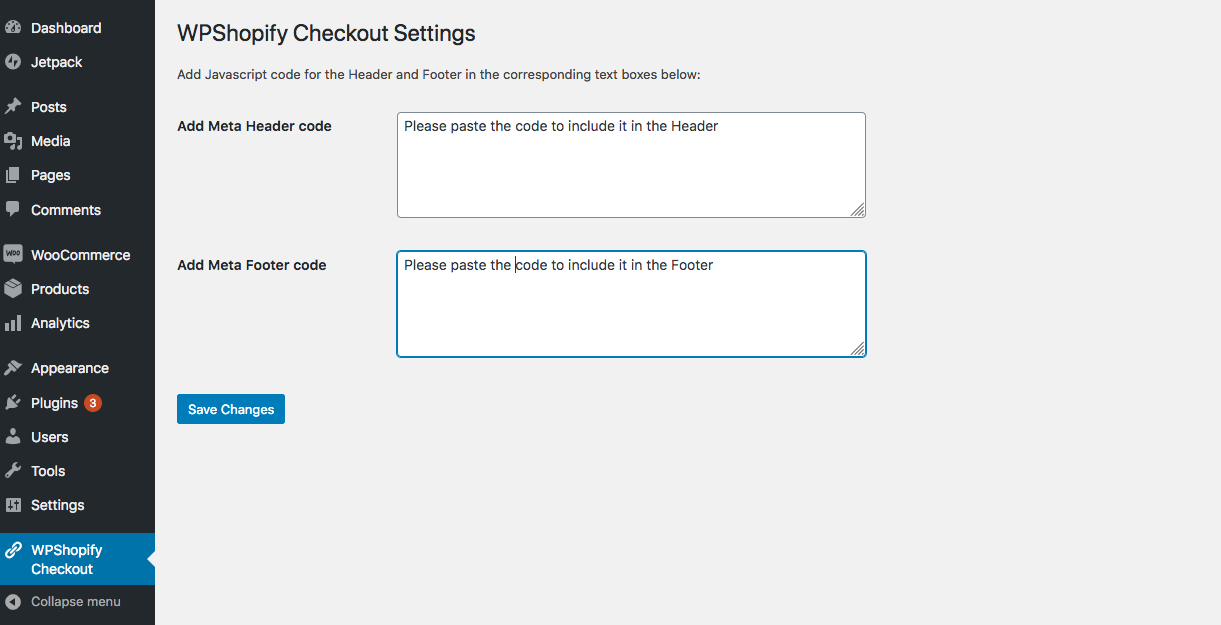 Dashboard
Jetpack
Posts
Media
Pages
Comments
WOO WooCommerce
Products
Analytics
Appearance
Plugins 3
Users
Tools
Settings
WPShopify
Checkout
Collapse menu
WPShopify Checkout Settings
Add Javascript code for the Header and Footer in the corresponding text boxes below:
Add Meta Header code
Please paste the code to include it in the Header
Add Meta Footer code
Please paste the code to include it in the Footer
Save Changes